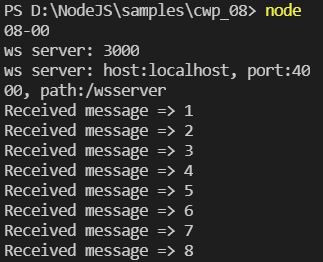 PS D:\NodeJS\samples\cwp_08> node
08-00
ws server: 3000
ws server: host:localhost, port:40
00, path:/wsserver
Received message => 1
Received message => 2
Received message => 3
Received message => 4
Received message => 5
Received message => 6
Received message => 7
Received message => 8